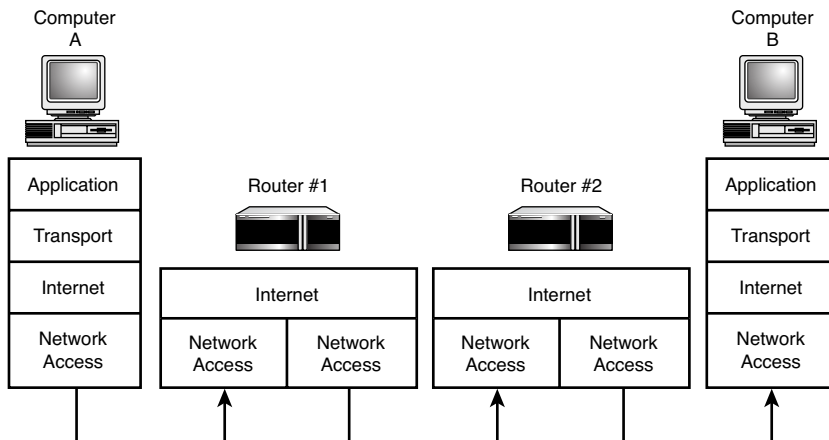 Computer
A
Application
Transport
Internet
Network
Access
Router #1
Internet
Network
Access
Network
Access
Router #2
Internet
Network
Access
Network
Access
Computer
B
Application
Transport
Internet
Network
Access